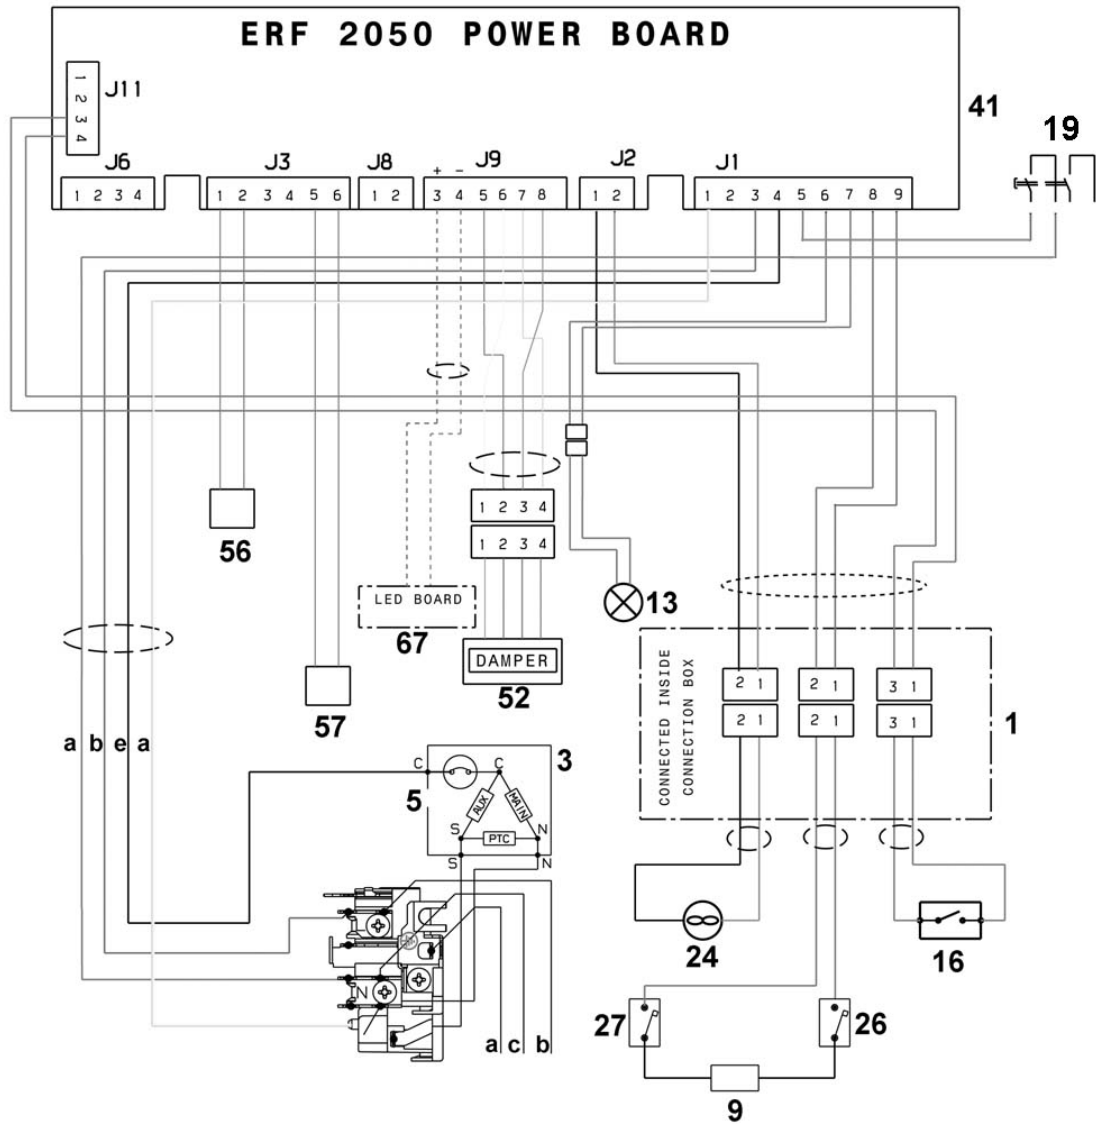 ERF 2050 POWER BOARD
J11
1 2 3 4
41
19
J6
J3
J8
+ -
J9
J2
J1
1 2 3 4
1 2 3 4 5 6
1 2
3 4 5 6 7 8
1 2
1 2 3 4 5 6 7 8 9
1 2 3 4
1 2 3 4
56
LED BOARD
67
DAMPER
52
57
13
CONNECTED INSIDE
CONNECTION BOX
2 1
2 1
3 1
2 1
2 1
3 1
1
a b e a
C
C
3
5
AUX
MAIN
S
PTC
N
S
N
N
a c b
24
16
27
26
9